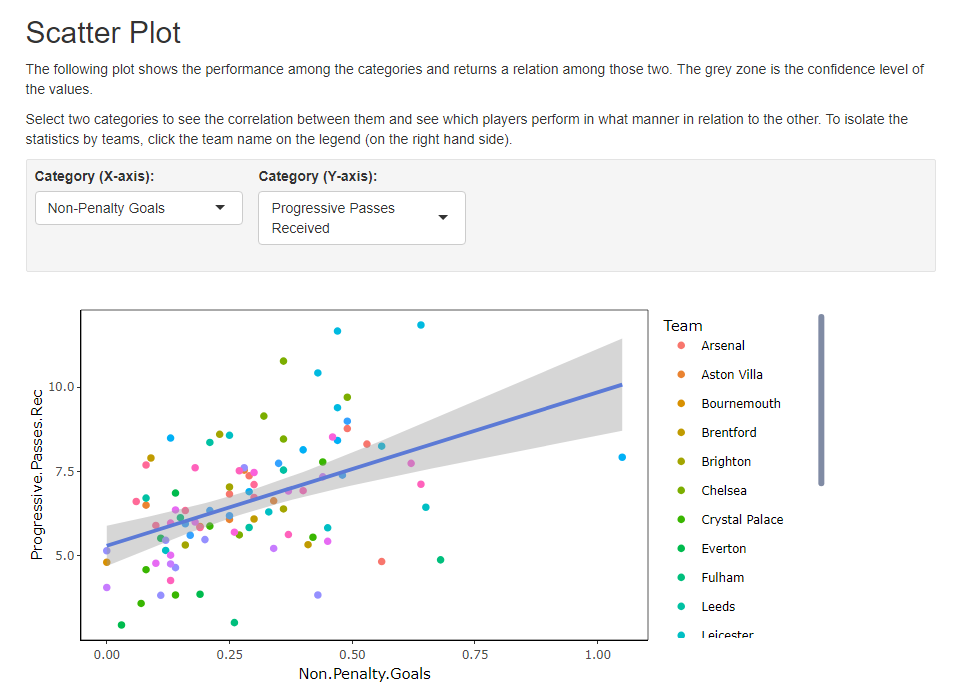 Scatter Plot
The following plot shows the performance among the categories and returns a relation among those two. The grey zone is the confidence level of
the values.
Select two categories to see the correlation between them and see which players perform in what manner in relation to the other. To isolate the
statistics by teams, click the team name on the legend (on the right hand side).
Category (X-axis):
Category (Y-axis):
Non-Penalty Goals
Progressive Passes
Received
Progressive.Passes.Rec
10.0
7.5
5.0
0.00
0.25
0.50
0.75
1.00
Non.Penalty.Goals
Team
Arsenal
Aston Villa
Bournemouth
Brentford
Brighton
Chelsea
Crystal Palace
Everton
Fulham
Leeds
Leicester